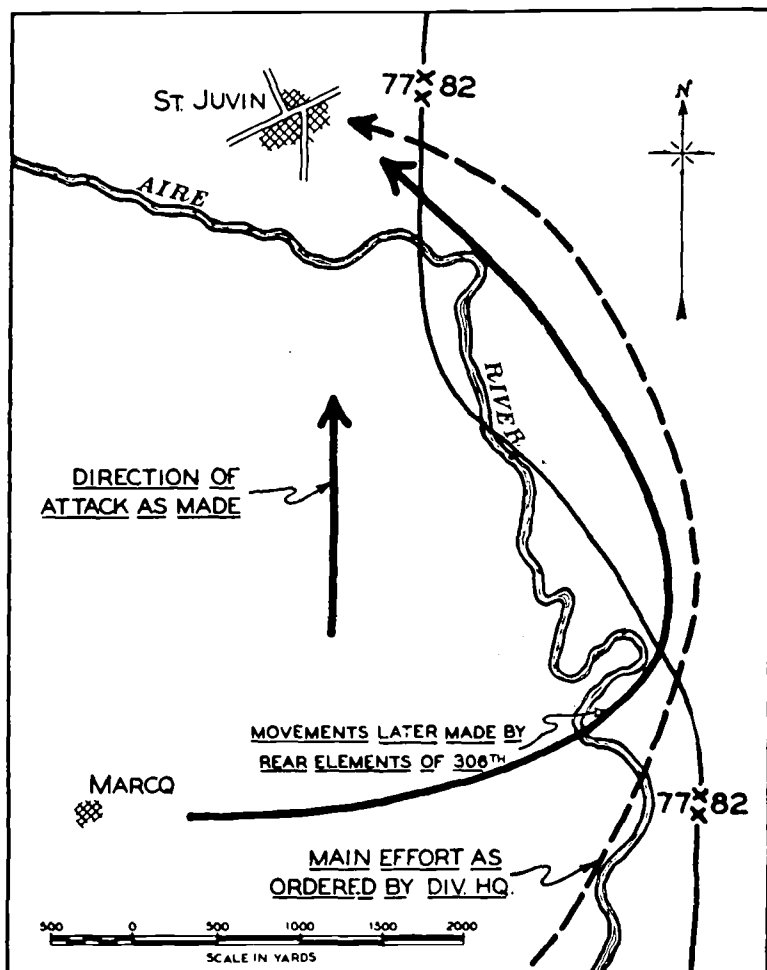 77 82
ST. JUVIN
N
AIRE
RIVER
DIRECTION OF
ATTACK AS MADE
MOVEMENTS LATER MADE BY
REAR ELEMENTS OF 306TH
MARCQ
77 82
MAIN EFFORT AS
ORDERED BY DIV. HQ.
500 0 500 1000 1500 2000
SCALE IN YARDS